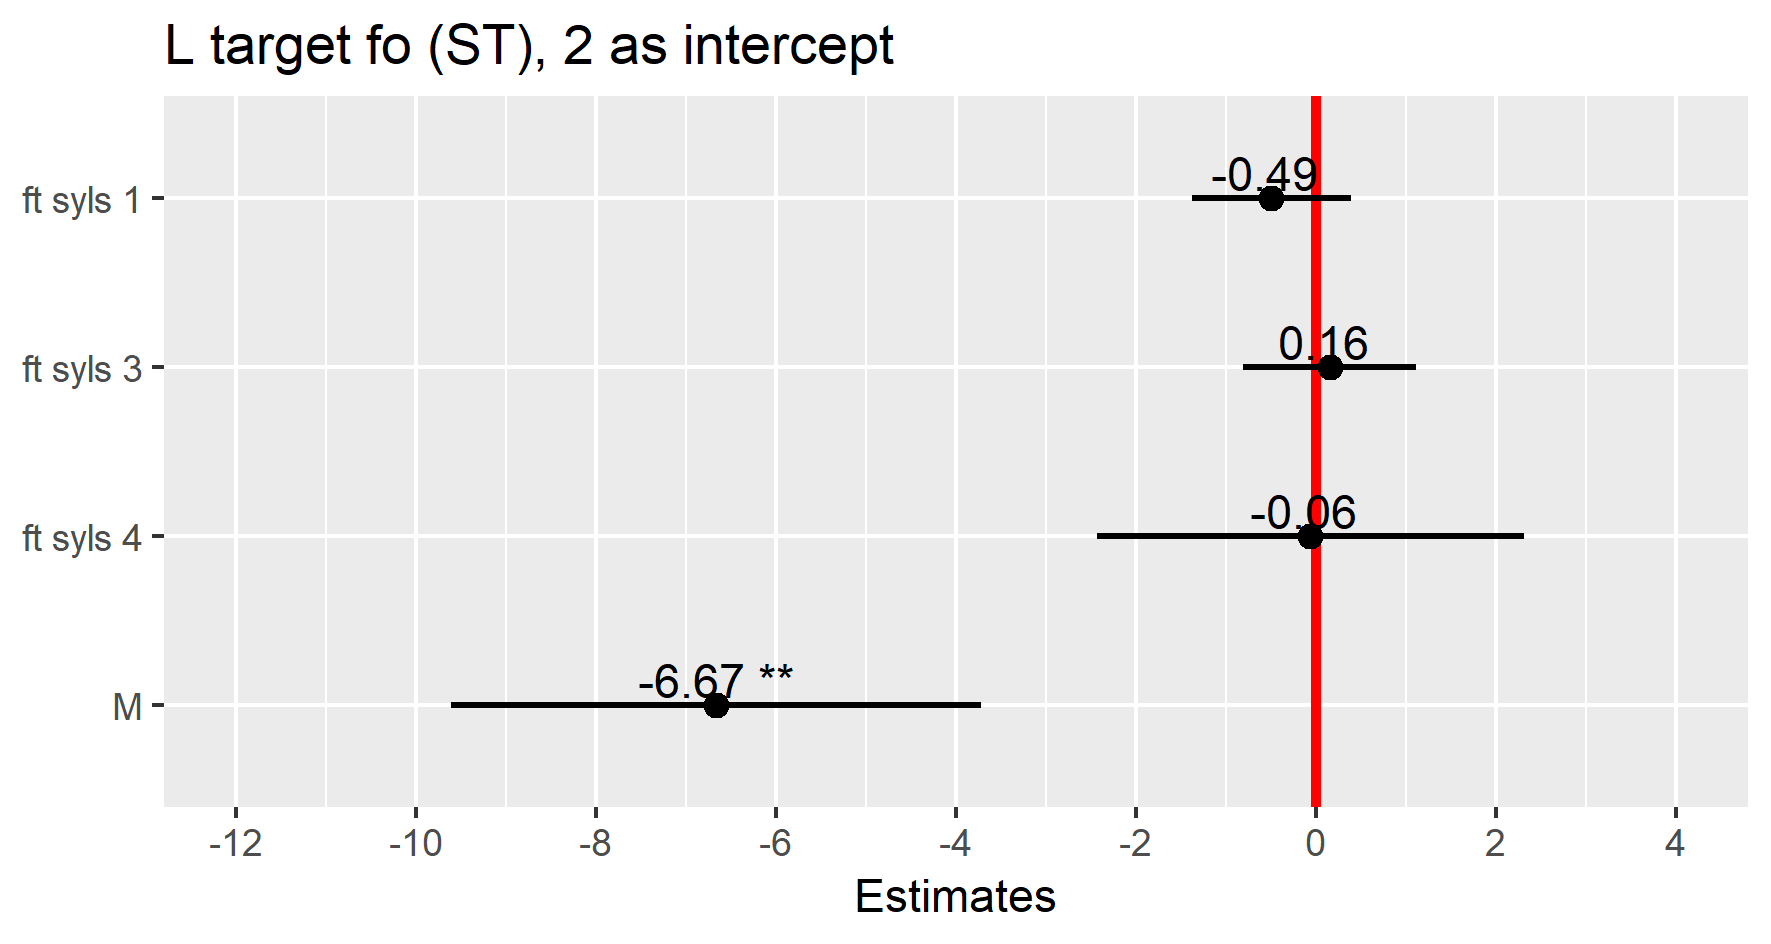 L target fo (ST), 2 as intercept
ft syls 1
-0.49
ft syls 3
0.16
ft syls 4
-0.06
M
-6.67 **
-12 -10 -8 -6 -4 -2 0 2 4
Estimates